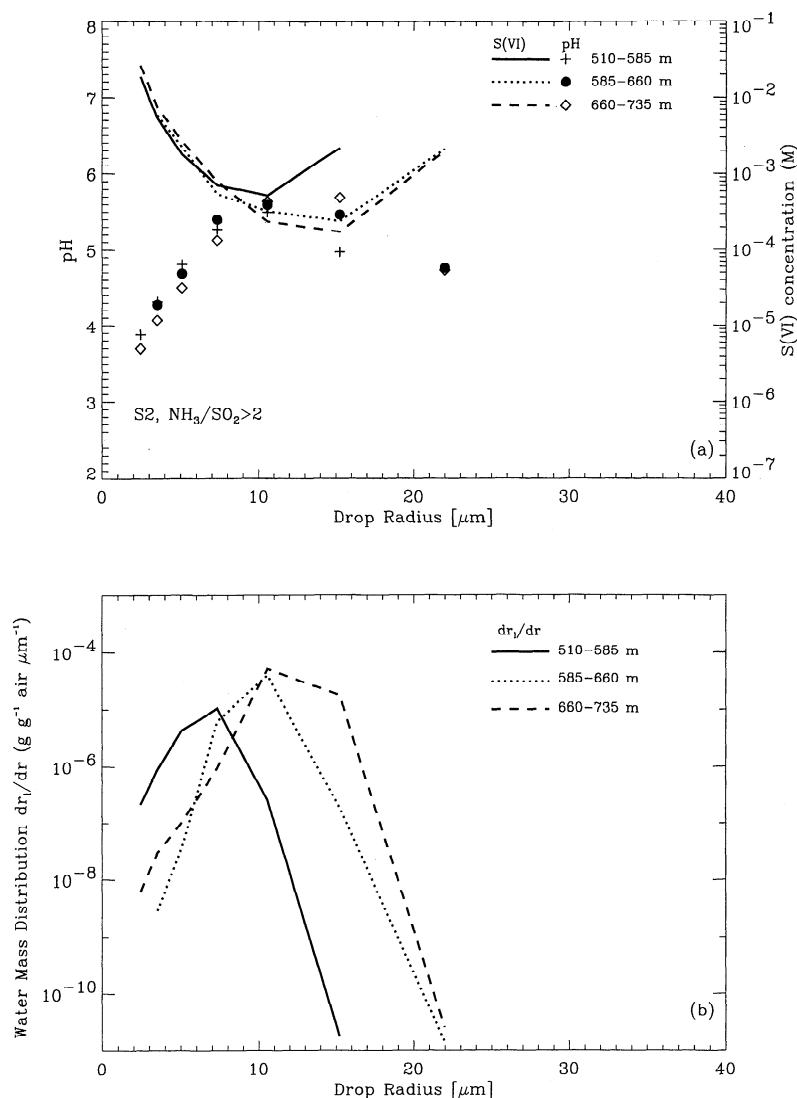 8
7
6
5
4
3
2
pH
S(VI) pH
510−585 m
585−660 m
660−735 m
10⁻¹
10⁻²
10⁻³
10⁻⁴
10⁻⁵
10⁻⁶
10⁻⁷
S(VI) concentration (M)
S2, NH₃/SO₂>2
(a)
0 10 20 30 40
Drop Radius [μm]
Water Mass Distribution drₗ/dr (g g⁻¹ air μm⁻¹)
10⁻⁴
10⁻⁶
10⁻⁸
10⁻¹⁰
drₗ/dr
510−585 m
585−660 m
660−735 m
(b)
0 10 20 30 40
Drop Radius [μm]